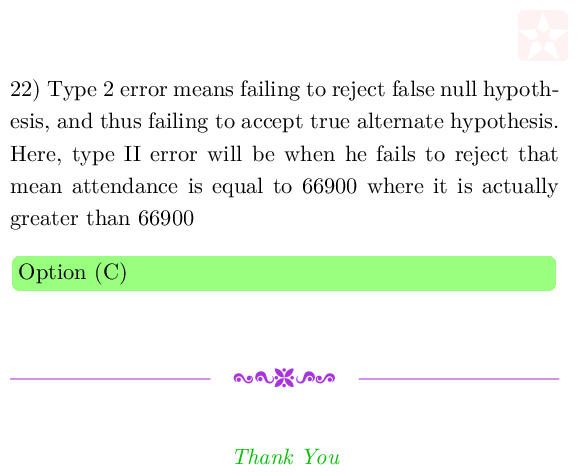 22) Type 2 error means failing to reject false null hypoth-
esis, and thus failing to accept true alternate hypothesis.
Here, type II error will be when he fails to reject that
mean attendance is equal to 66900 where it is actually
greater than 66900
Option (C)
Thank You